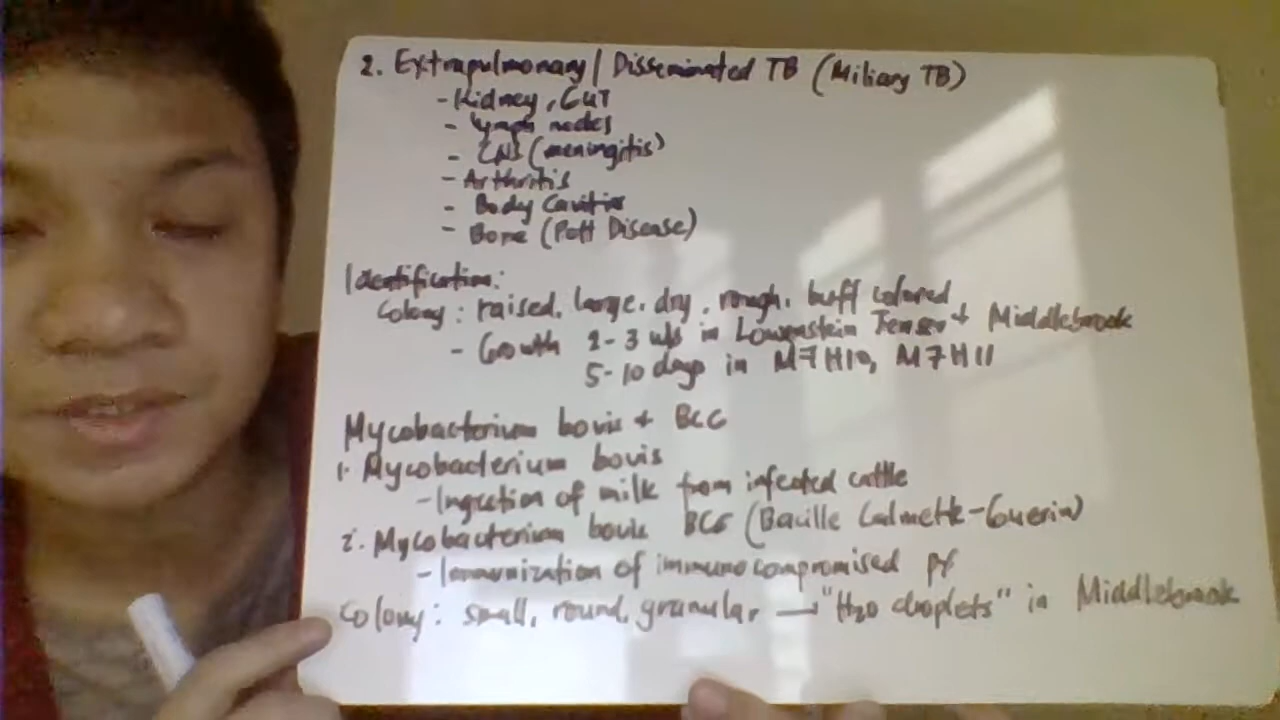 2. Extrapulmonary / Disseminated TB (Miliary TB)
- Kidney, GUT
- Lymph nodes
- CNS (meningitis)
- Arthritis
- Body Cavities
- Bone (Pott Disease)
Identification:
Colony: raised, large, dry, rough, buff colored
- Growth 2-3 wks in Lowenstein Jensen + Middlebrook
5-10 days in M7H10, M7H11
Mycobacterium bovis + BCG
1. Mycobacterium bovis
- Ingestion of milk from infected cattle
2. Mycobacterium bovis BCG (Bacille Calmette-Guerin)
- Immunization of immunocompromised px
Colony: small, round, granular, → "H2O droplets" in Middlebrook